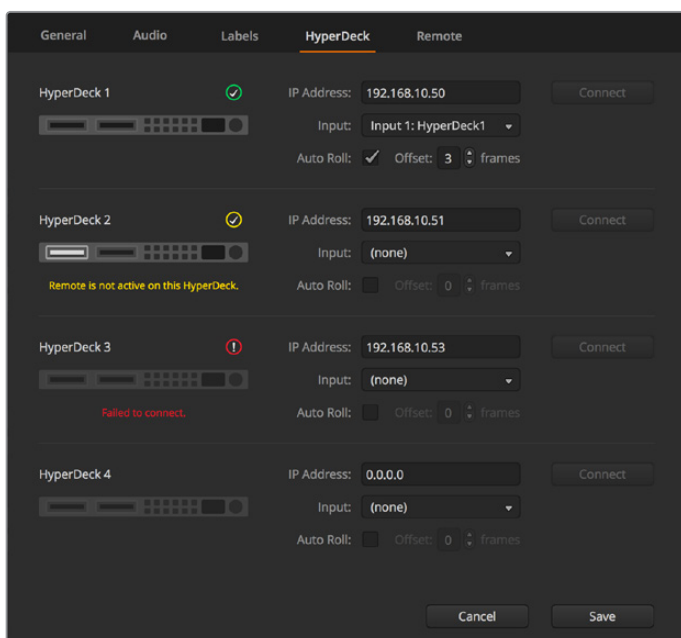 General Audio Labels HyperDeck Remote
HyperDeck 1 IP Address: 192.168.10.50 Connect
Input: Input 1: HyperDeck1
Auto Roll: Offset: 3 frames
HyperDeck 2 IP Address: 192.168.10.51 Connect
Input: (none)
Remote is not active on this HyperDeck. Auto Roll: Offset: 0 frames
HyperDeck 3 IP Address: 192.168.10.53 Connect
Input: (none)
Failed to connect. Auto Roll: Offset: 0 frames
HyperDeck 4 IP Address: 0.0.0.0 Connect
Input: (none)
Auto Roll: Offset: 0 frames
Cancel Save